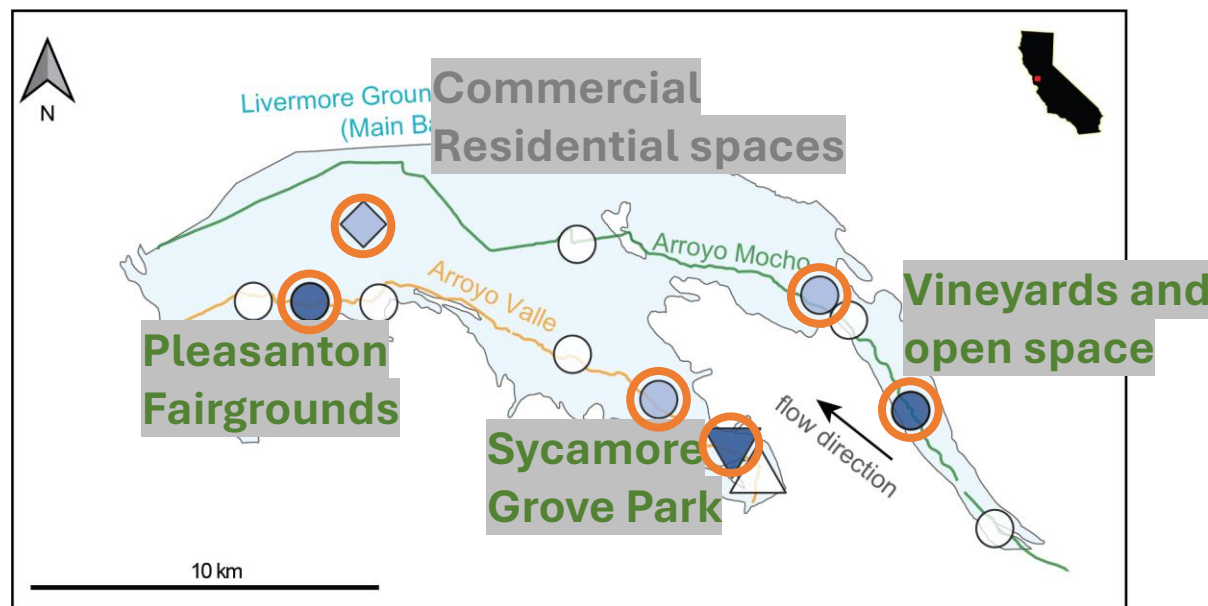 N
Livermore Groun
(Main Ba
Commercial
Residential spaces
Arroyo Mocho
Arroyo Valle
Vineyards and
open space
Pleasanton
Fairgrounds
flow direction
Sycamore
Grove Park
10 km